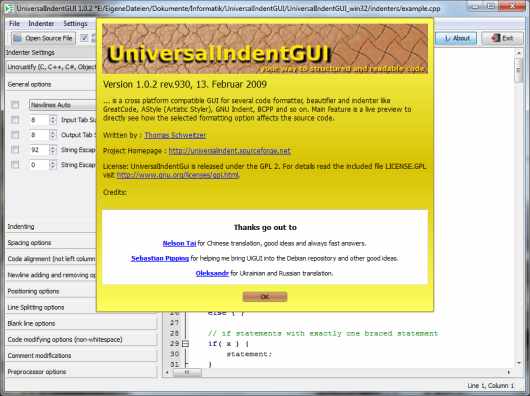 UniversalIndentGUI 1.0.2 *E:/EigeneDateien/Dokumente/Informatik/UniversalIndentGUI/UniversalIndentGUI_win32/indenters/example.cpp
File Indenter Settings
Open Source File
About
Exit
Indenter Settings
Uncrustify (C, C++, C#, Object
General options
Newlines Auto
8 Input Tab Su
8 Output Tab S
92 String Escape
0 String Escape
Indenting
Spacing options
Code alignment (not left column
Newline adding and removing op
Positioning options
Line Splitting options
Blank line options
Code modifying options (non-whitespace)
Comment modifications
Preprocessor options
UniversalIndentGUI
your way to structured and readable code
Version 1.0.2 rev.930, 13. Februar 2009
... is a cross platform compatible GUI for several code formatter, beautifier and indenter like
GreatCode, AStyle (Artistic Styler), GNU Indent, BCPP and so on. Main feature is a live preview to
directly see how the selected formatting option affects the source code.
Written by : Thomas Schweitzer
Project Homepage : http://universalindent.sourceforge.net
License: UniversalIndentGui is released under the GPL 2. For details read the included file LICENSE.GPL
visit http://www.gnu.org/licenses/gpl.html.
Credits:
Thanks go out to
Nelson Tai for Chinese translation, good ideas and always fast answers.
Sebastian Pipping for helping me bring UiGUI into the Debian repository and other good ideas.
Oleksandr for Ukrainian and Russian translation.
OK
26 else { }
27
28 // if statements with exactly one braced statement
29 if( x ) {
30 statement;
31 }
Line 1, Column 1